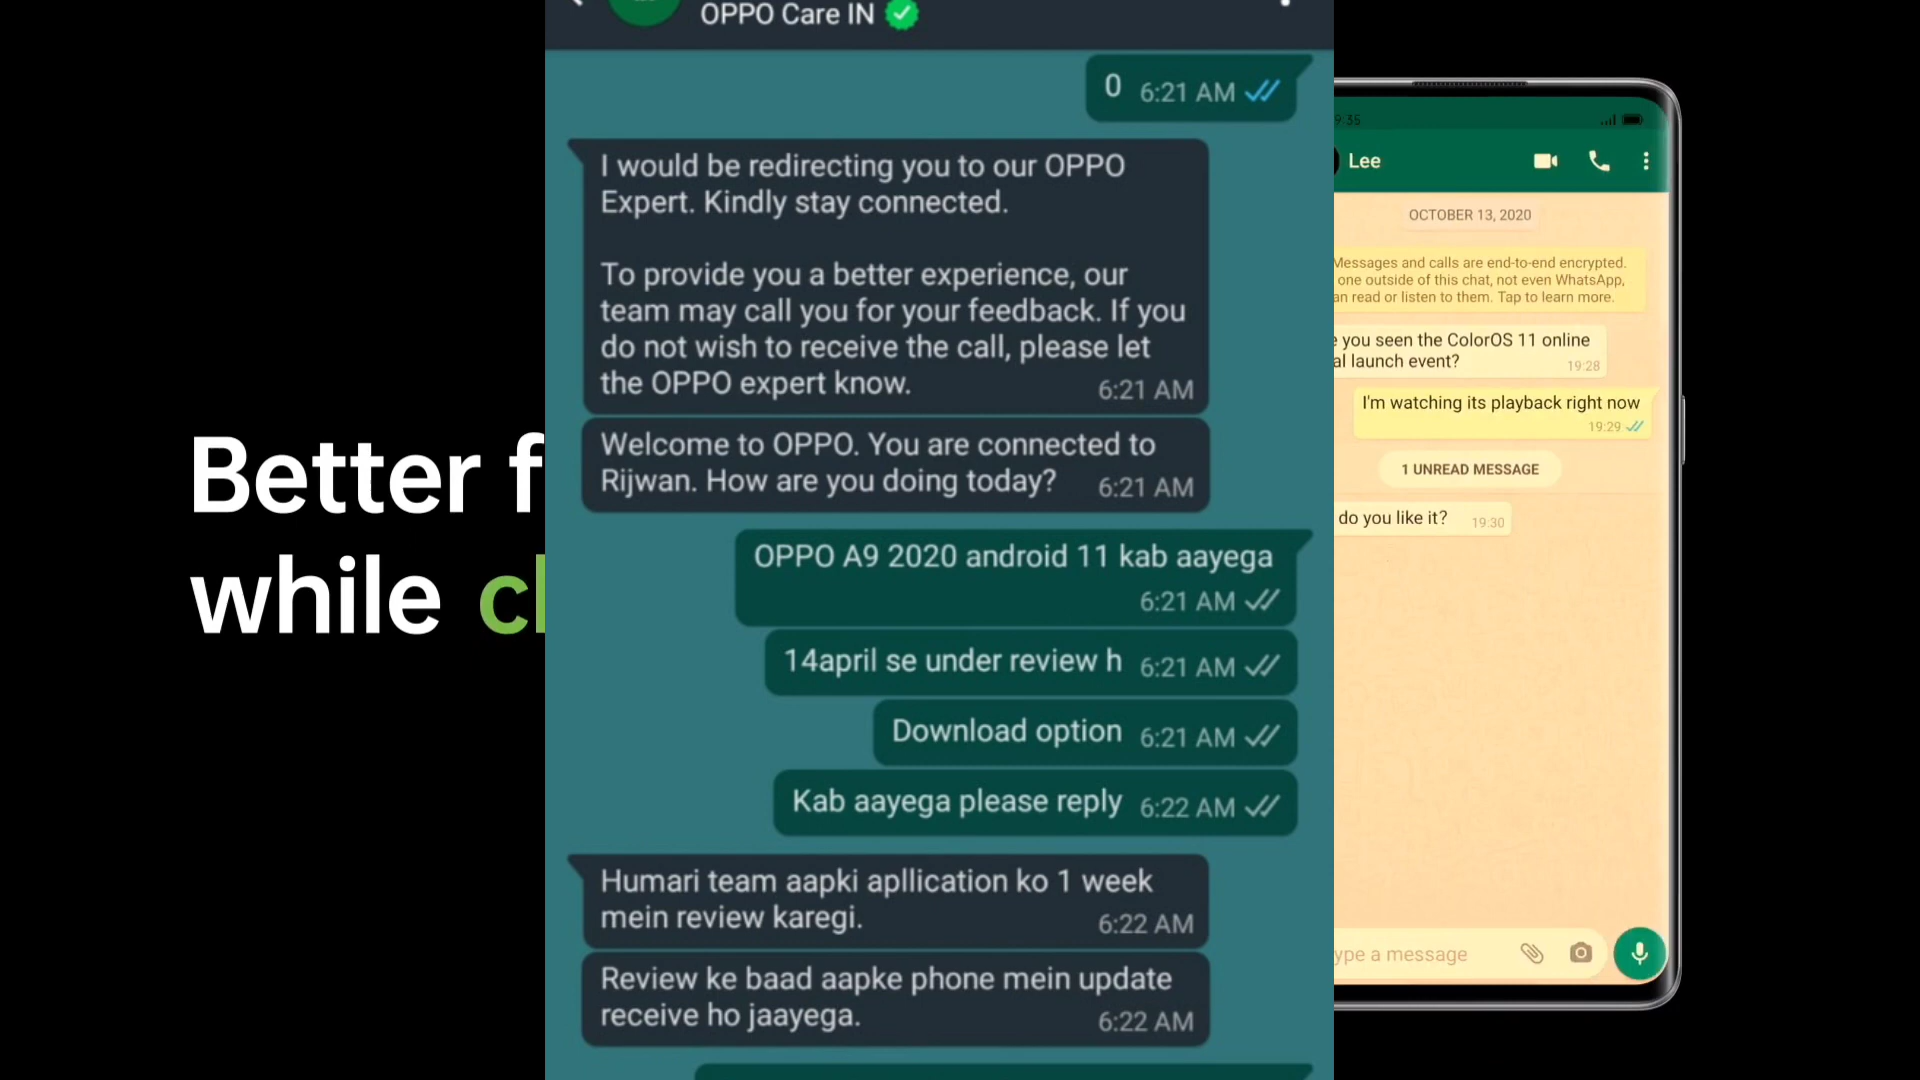 OPPO Care IN
0 6:21 AM
I would be redirecting you to our OPPO
Expert. Kindly stay connected.
To provide you a better experience, our
team may call you for your feedback. If you
do not wish to receive the call, please let
the OPPO expert know. 6:21 AM
Welcome to OPPO. You are connected to
Rijwan. How are you doing today? 6:21 AM
OPPO A9 2020 android 11 kab aayega
6:21 AM
14april se under review h 6:21 AM
Download option 6:21 AM
Kab aayega please reply 6:22 AM
Humari team aapki apllication ko 1 week
mein review karegi. 6:22 AM
Review ke baad aapke phone mein update
receive ho jaayega. 6:22 AM
Better f
while c
9:35
Lee
OCTOBER 13, 2020
Messages and calls are end-to-end encrypted.
one outside of this chat, not even WhatsApp,
an read or listen to them. Tap to learn more.
you seen the ColorOS 11 online
al launch event? 19:28
I'm watching its playback right now
19:29
1 UNREAD MESSAGE
do you like it? 19:30
ype a message